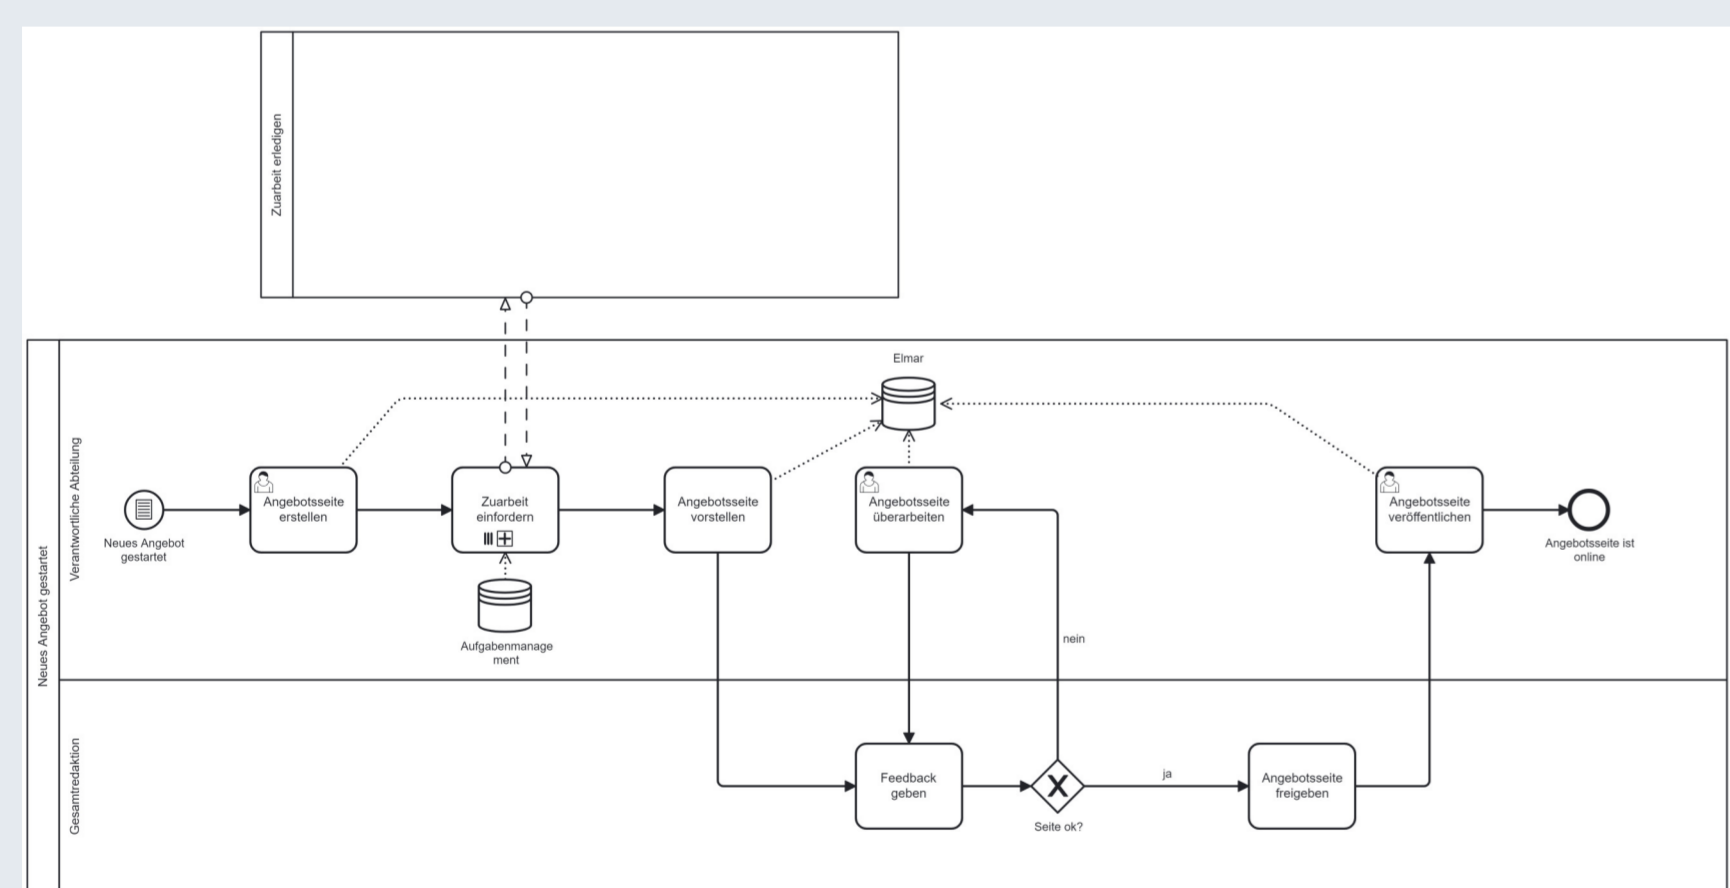 Zuarbeit erledigen
Neues Angebot gestartet
Verantwortliche Abteilung
Elmar
Neues Angebot
gestartet
Angebotsseite
erstellen
Zuarbeit
einfordern
Aufgabenmanage
ment
Angebotsseite
vorstellen
Angebotsseite
überarbeiten
nein
Angebotsseite
veröffentlichen
Angebotsseite ist
online
Gesamtredaktion
Feedback
geben
X
Seite ok?
ja
Angebotsseite
freigeben